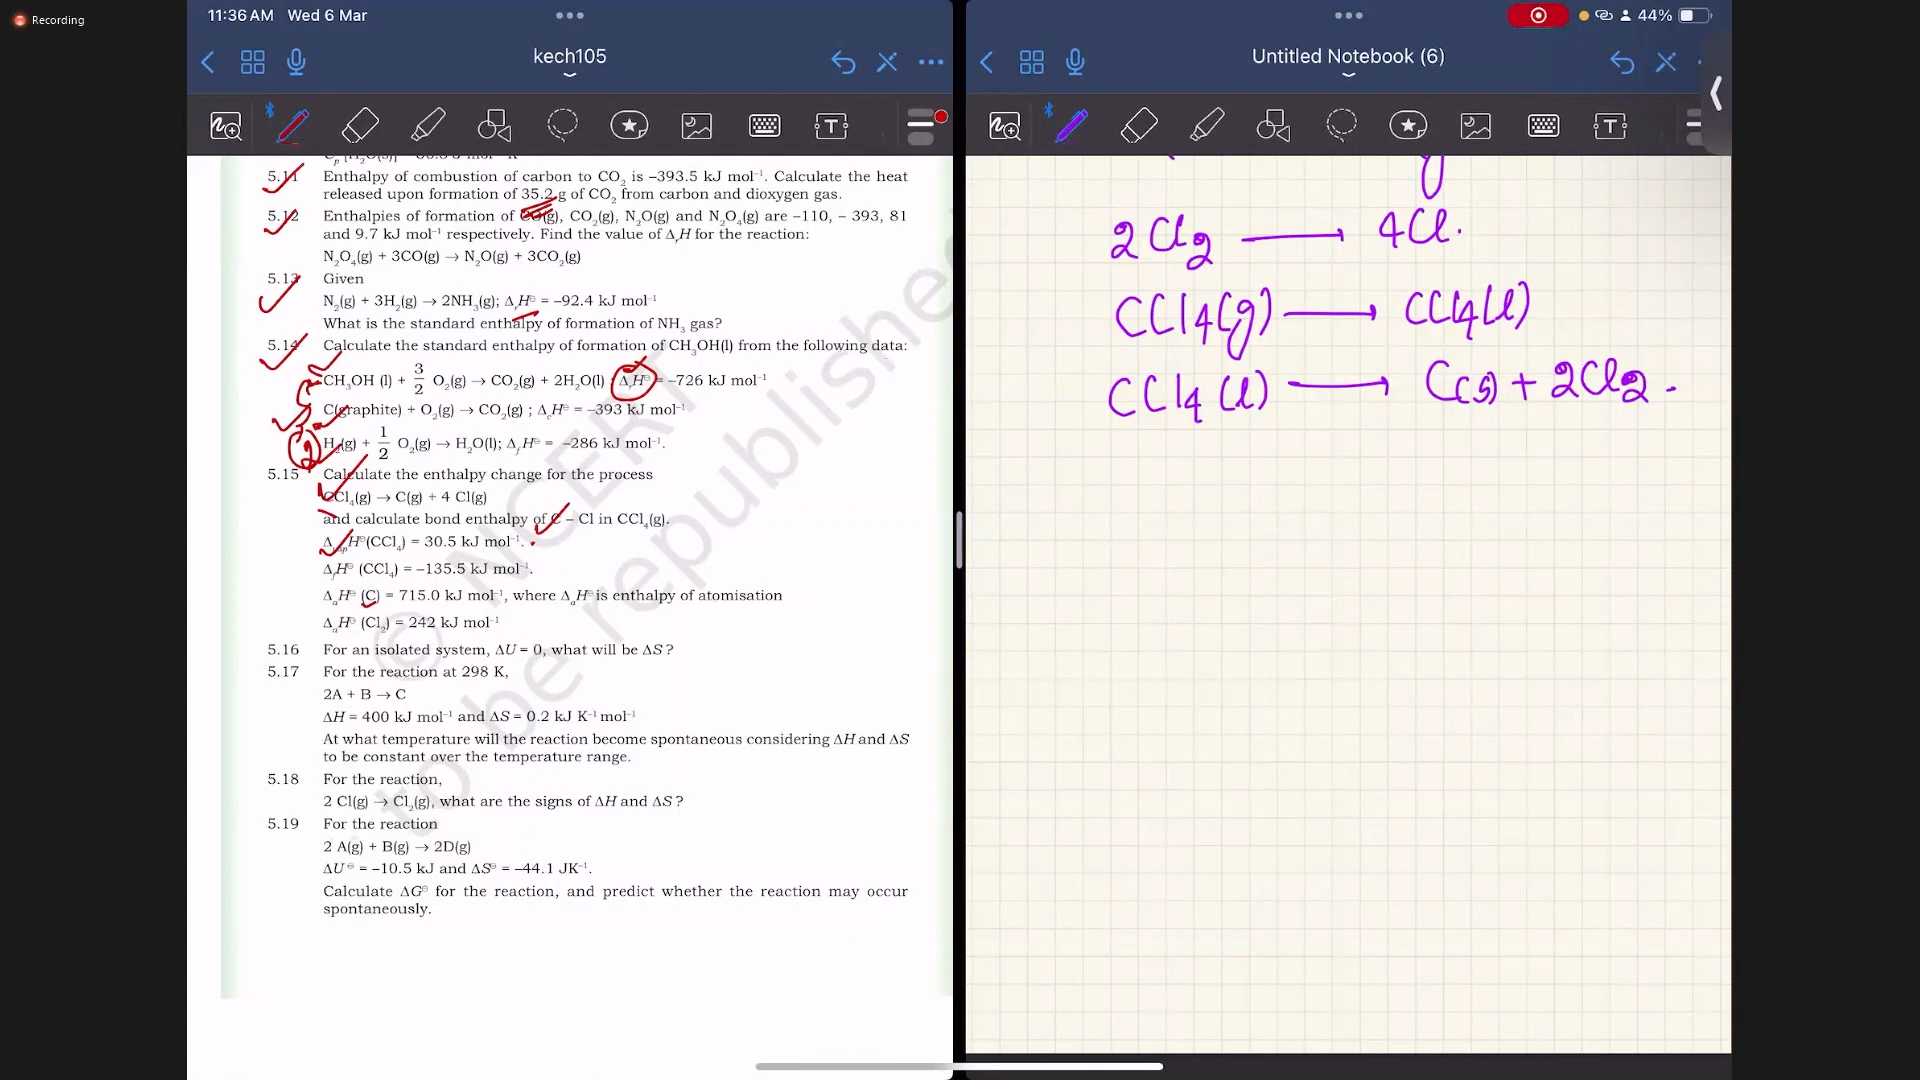 Recording
11:36 AM Wed 6 Mar
kech105
5.11 Enthalpy of combustion of carbon to CO₂ is –393.5 kJ mol⁻¹. Calculate the heat
released upon formation of 35.2 g of CO₂ from carbon and dioxygen gas.
5.12 Enthalpies of formation of CO(g), CO₂(g), N₂O(g) and N₂O₄(g) are –110, – 393, 81
and 9.7 kJ mol⁻¹ respectively. Find the value of ΔᵣH for the reaction:
N₂O₄(g) + 3CO(g) → N₂O(g) + 3CO₂(g)
5.13 Given
N₂(g) + 3H₂(g) → 2NH₃(g); ΔᵣH⊖ = –92.4 kJ mol⁻¹
What is the standard enthalpy of formation of NH₃ gas?
5.14 Calculate the standard enthalpy of formation of CH₃OH(l) from the following data:
CH₃OH (l) + 3/2 O₂(g) → CO₂(g) + 2H₂O(l) ΔᵣH⊖ = –726 kJ mol⁻¹
C(graphite) + O₂(g) → CO₂(g) ; Δ_cH⊖ = –393 kJ mol⁻¹
2 H₂(g) + 1/2 O₂(g) → H₂O(l); Δ_fH⊖ = –286 kJ mol⁻¹.
5.15 Calculate the enthalpy change for the process
CCl₄(g) → C(g) + 4 Cl(g)
and calculate bond enthalpy of C – Cl in CCl₄(g).
Δ_vapH⊖(CCl₄) = 30.5 kJ mol⁻¹.
Δ_fH⊖ (CCl₄) = –135.5 kJ mol⁻¹.
ΔₐH⊖ (C) = 715.0 kJ mol⁻¹, where ΔₐH⊖ is enthalpy of atomisation
ΔₐH⊖ (Cl₂) = 242 kJ mol⁻¹
5.16 For an isolated system, ΔU = 0, what will be ΔS ?
5.17 For the reaction at 298 K,
2A + B → C
ΔH = 400 kJ mol⁻¹ and ΔS = 0.2 kJ K⁻¹ mol⁻¹
At what temperature will the reaction become spontaneous considering ΔH and ΔS
to be constant over the temperature range.
5.18 For the reaction,
2 Cl(g) → Cl₂(g), what are the signs of ΔH and ΔS ?
5.19 For the reaction
2 A(g) + B(g) → 2D(g)
ΔU⊖ = –10.5 kJ and ΔS⊖ = –44.1 JK⁻¹.
Calculate ΔG⊖ for the reaction, and predict whether the reaction may occur
spontaneously.
© NCERT
to be republished
44%
Untitled Notebook (6)
2Cl₂ ⟶ 4Cl.
CCl₄(g) ⟶ CCl₄(l)
CCl₄(l) ⟶ C(s) + 2Cl₂.